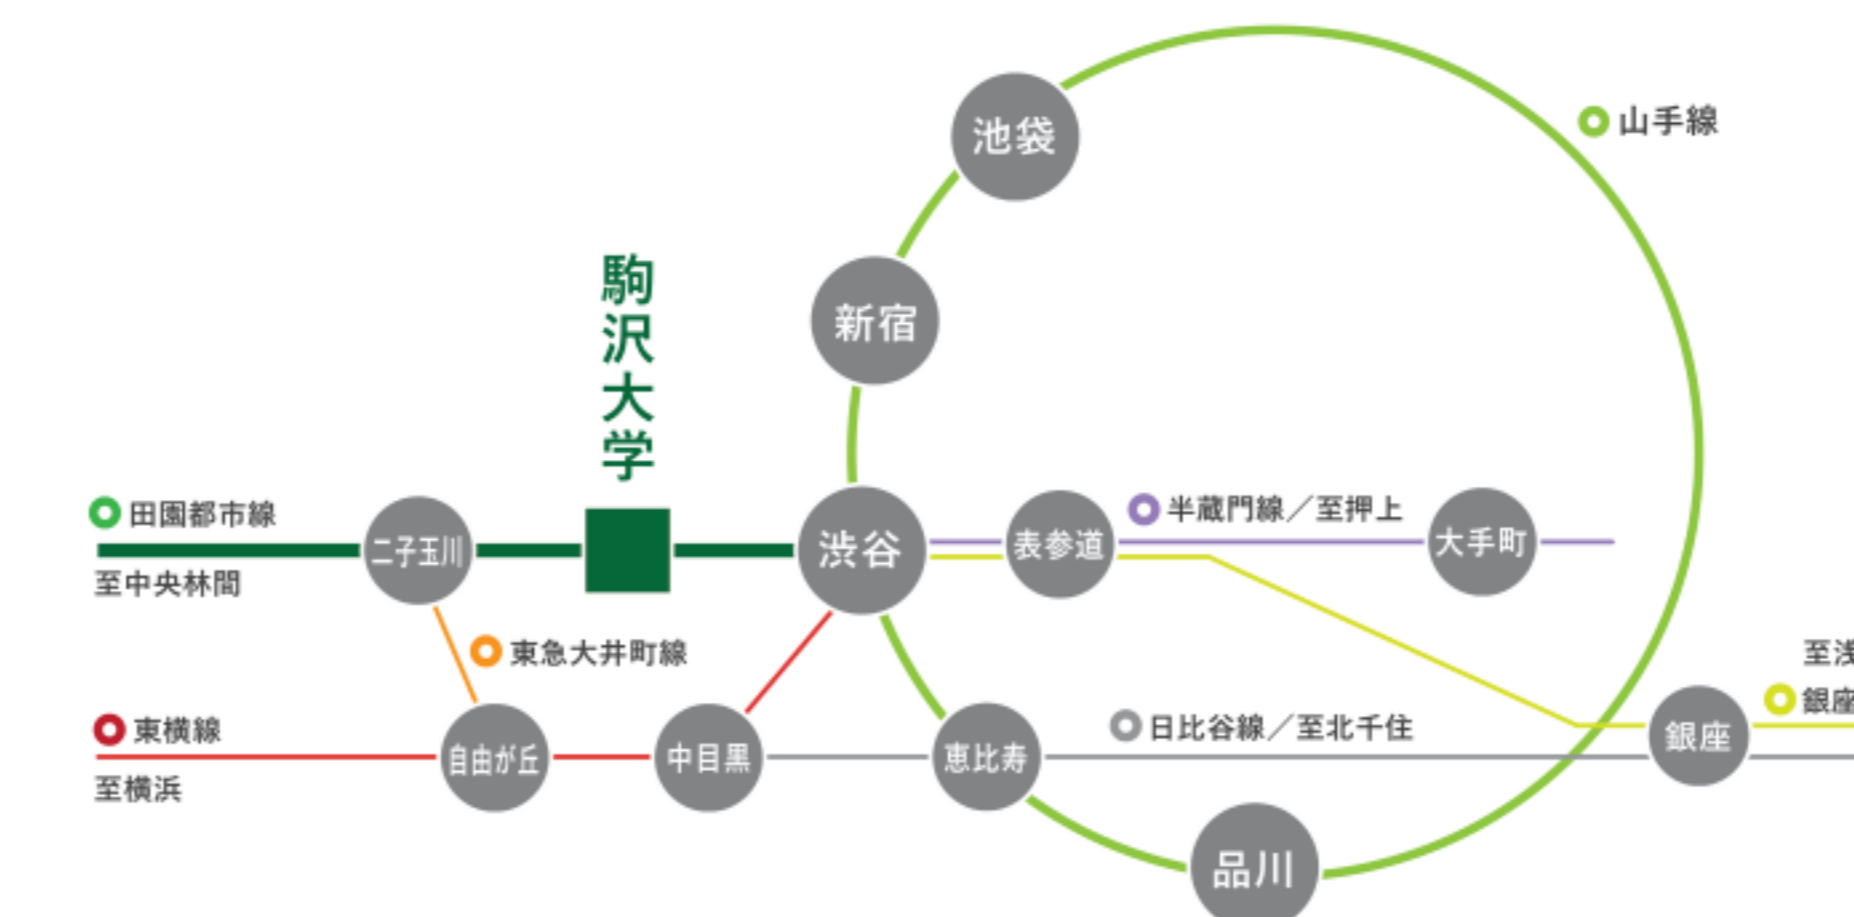 池袋
山手線
新宿
駒沢大学
田園都市線
至中央林間
二子玉川
渋谷
表参道
半蔵門線／至押上
大手町
東急大井町線
至浅
銀座
東横線
至横浜
自由が丘
中目黒
恵比寿
日比谷線／至北千住
銀座
品川